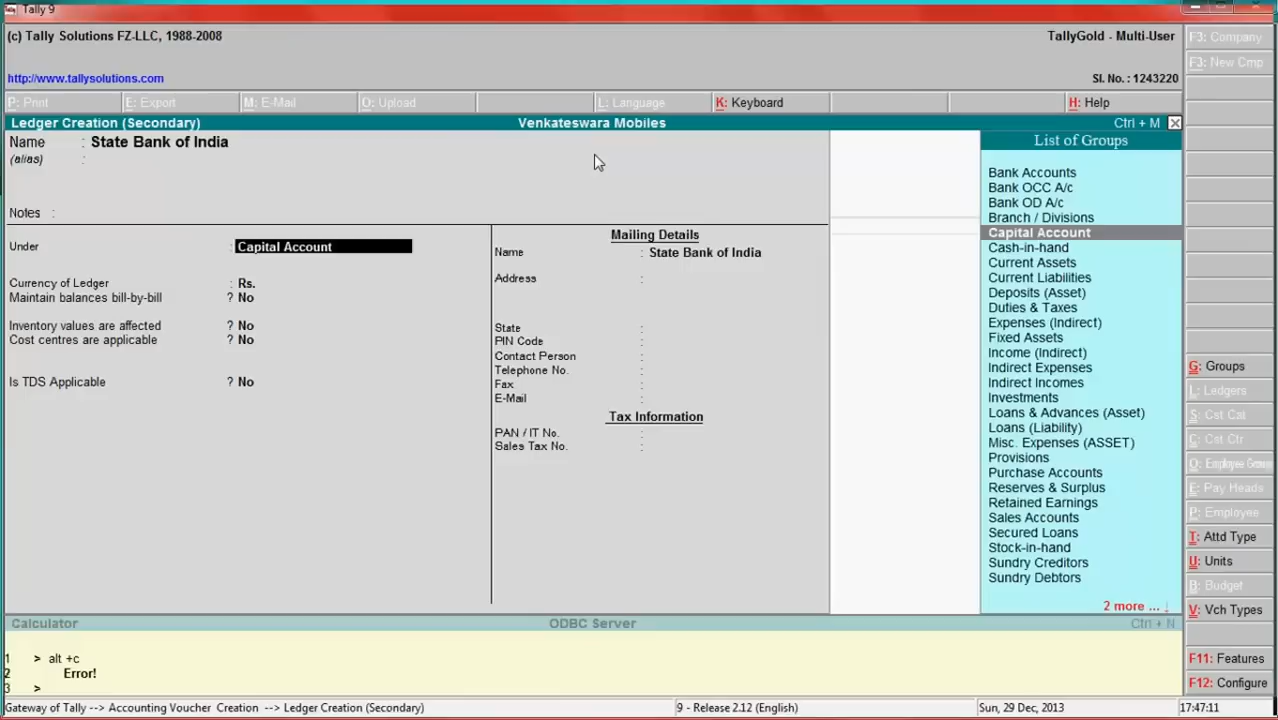 Tally 9
(c) Tally Solutions FZ-LLC, 1988-2008
TallyGold - Multi-User
http://www.tallysolutions.com
Sl. No. : 1243220
P: Print
E: Export
M: E-Mail
O: Upload
L: Language
K: Keyboard
H: Help
Ledger Creation (Secondary)
Venkateswara Mobiles
Ctrl + M
Name : State Bank of India
(alias) :
Notes :
Under : Capital Account
Currency of Ledger : Rs.
Maintain balances bill-by-bill ? No
Inventory values are affected ? No
Cost centres are applicable ? No
Is TDS Applicable ? No
Mailing Details
Name : State Bank of India
Address :
State :
PIN Code :
Contact Person :
Telephone No. :
Fax :
E-Mail :
Tax Information
PAN / IT No. :
Sales Tax No. :
List of Groups
Bank Accounts
Bank OCC A/c
Bank OD A/c
Branch / Divisions
Capital Account
Cash-in-hand
Current Assets
Current Liabilities
Deposits (Asset)
Duties & Taxes
Expenses (Indirect)
Fixed Assets
Income (Indirect)
Indirect Expenses
Indirect Incomes
Investments
Loans & Advances (Asset)
Loans (Liability)
Misc. Expenses (ASSET)
Provisions
Purchase Accounts
Reserves & Surplus
Retained Earnings
Sales Accounts
Secured Loans
Stock-in-hand
Sundry Creditors
Sundry Debtors
2 more ... ↓
F3: Company
F3: New Cmp
G: Groups
L: Ledgers
S: Cst Cat
C: Cst Ctr
O: Employee Group
E: Pay Heads
P: Employee
T: Attd Type
U: Units
B: Budget
V: Vch Types
F11: Features
F12: Configure
Calculator
ODBC Server
Ctrl + N
1 > alt +c
2 Error!
3 >
Gateway of Tally --> Accounting Voucher Creation --> Ledger Creation (Secondary)
9 - Release 2.12 (English)
Sun, 29 Dec, 2013
17:47:11